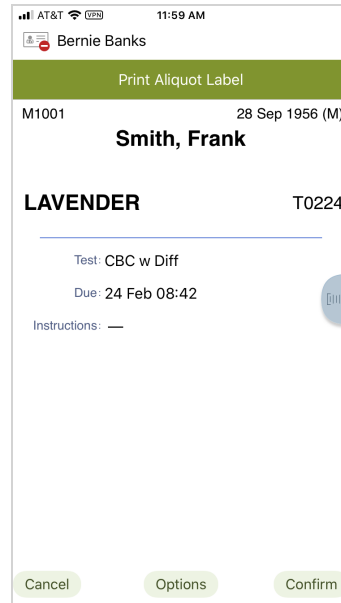 AT&T VPN 11:59 AM
Bernie Banks
Print Aliquot Label
M1001 28 Sep 1956 (M)
Smith, Frank
LAVENDER T0224
Test: CBC w Diff
Due: 24 Feb 08:42
Instructions: —
Cancel Options Confirm